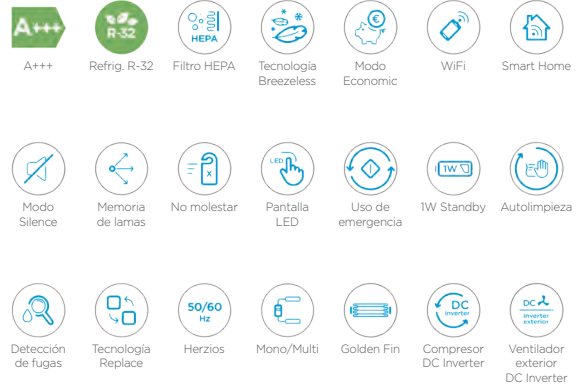 A+++
R-32
HEPA
€
A+++
Refrig. R-32
Filtro HEPA
Tecnología
Breezeless
Modo
Economic
WiFi
Smart Home
LED
x
1W
Modo
Silence
Memoria
de lamas
No molestar
Pantalla
LED
Uso de
emergencia
1W Standby
Autolimpieza
50/60
Hz
DC
inverter
DC
inverter
exterior
Detección
de fugas
Tecnología
Replace
Herzios
Mono/Multi
Golden Fin
Compresor
DC Inverter
Ventilador
exterior
DC Inverter